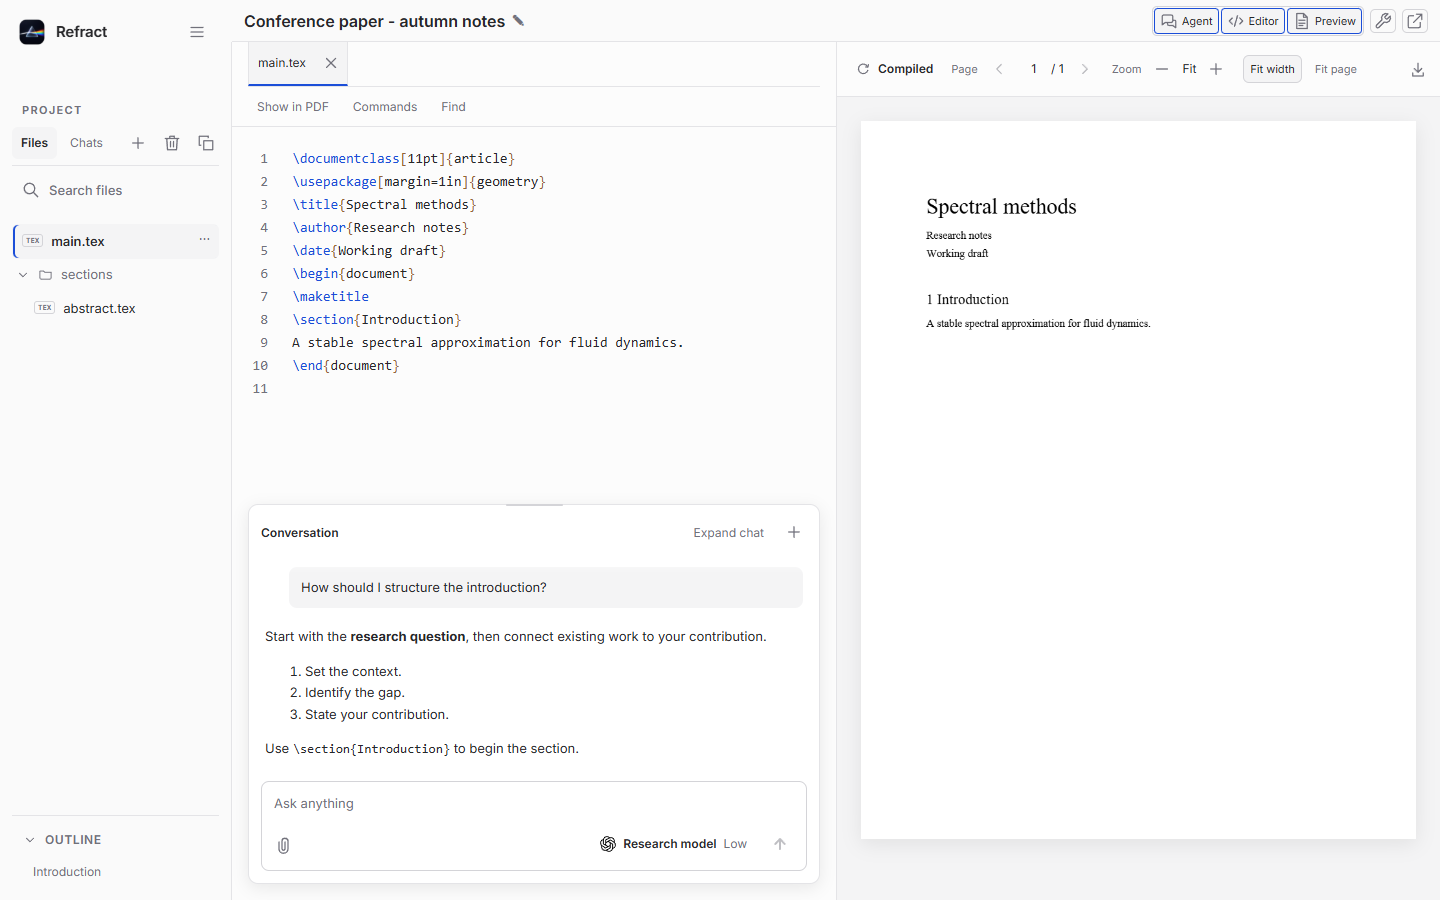 Refract
Conference paper - autumn notes
Agent
Editor
Preview
PROJECT
Files
Chats
Search files
TEX main.tex
sections
TEX abstract.tex
OUTLINE
Introduction
main.tex
Show in PDF
Commands
Find
1 \documentclass[11pt]{article}
2 \usepackage[margin=1in]{geometry}
3 \title{Spectral methods}
4 \author{Research notes}
5 \date{Working draft}
6 \begin{document}
7 \maketitle
8 \section{Introduction}
9 A stable spectral approximation for fluid dynamics.
10 \end{document}
11
Conversation
Expand chat
How should I structure the introduction?
Start with the research question, then connect existing work to your contribution.
1. Set the context.
2. Identify the gap.
3. State your contribution.
Use \section{Introduction} to begin the section.
Ask anything
Research model Low
Compiled
Page
1 / 1
Zoom
Fit
Fit width
Fit page
Spectral methods
Research notes
Working draft
1 Introduction
A stable spectral approximation for fluid dynamics.